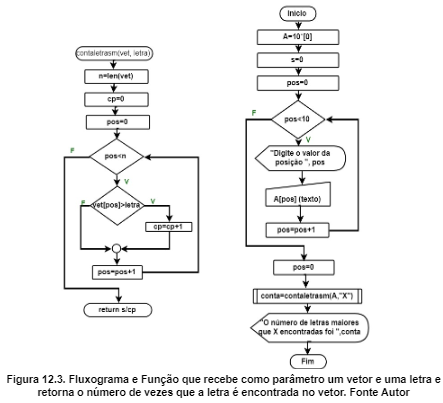 contaletrasm(vet, letra)
n=len(vet)
cp=0
pos=0
F
pos<n
V
F
vet[pos]>letra
V
cp=cp+1
pos=pos+1
return s/cp
Inicio
A=10*[0]
s=0
pos=0
F
pos<10
V
"Digite o valor da
posição ", pos
A[pos] (texto)
pos=pos+1
pos=0
conta=contaletrasm(A,"X")
"O número de letras maiores
que X encontradas foi ",conta
Fim
Figura 12.3. Fluxograma e Função que recebe como parâmetro um vetor e uma letra e
retorna o número de vezes que a letra é encontrada no vetor. Fonte Autor